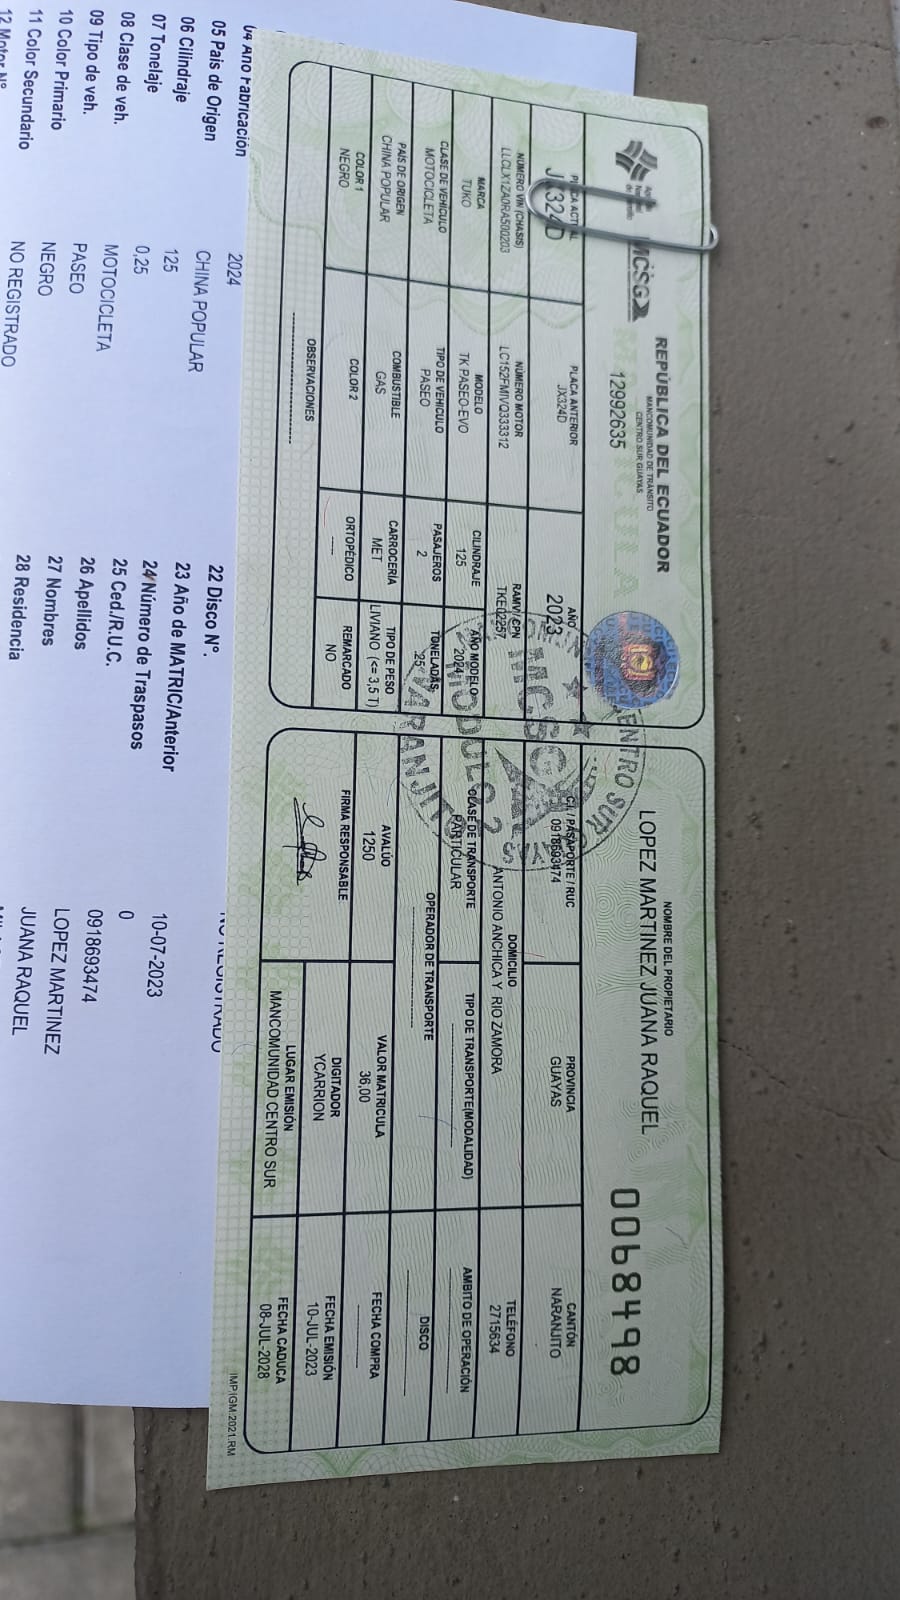 REPÚBLICA DEL ECUADOR
MANCOMUNIDAD DE TRÁNSITO
CENTRO SUR GUAYAS
MCSG
MATRICULA
12992635
PLACA ACTUAL
JX324D
PLACA ANTERIOR
JX324D
AÑO
2023
NÚMERO VIN (CHASIS)
LLCLX1ZA0RA500203
NÚMERO MOTOR
LC152FMIVQ333312
RAMV / CPN
TKE02257
MARCA
TUKO
MODELO
TK PASEO-EVO
CILINDRAJE
125
AÑO MODELO
2024
CLASE DE VEHÍCULO
MOTOCICLETA
TIPO DE VEHICULO
PASEO
PASAJEROS
2
TONELADAS
.25
PAÍS DE ORIGEN
CHINA POPULAR
COMBUSTIBLE
GAS
CARROCERÍA
MET
TIPO DE PESO
LIVIANO (<= 3,5 T)
COLOR 1
NEGRO
COLOR 2
ORTOPÉDICO
-----
REMARCADO
NO
OBSERVACIONES
NOMBRE DEL PROPIETARIO
LOPEZ MARTINEZ JUANA RAQUEL
0068498
C.I. / PASAPORTE / RUC
0918693474
PROVINCIA
GUAYAS
CANTÓN
NARANJITO
DOMICILIO
ANTONIO ANCHICA Y RIO ZAMORA
TELÉFONO
2715634
CLASE DE TRANSPORTE
PARTICULAR
TIPO DE TRANSPORTE(MODALIDAD)
AMBITO DE OPERACIÓN
OPERADOR DE TRANSPORTE
DISCO
AVALÚO
1250
VALOR MATRICULA
36,00
FECHA COMPRA
FIRMA RESPONSABLE
DIGITADOR
YCARRION
FECHA EMISIÓN
10-JUL-2023
LUGAR EMISIÓN
MANCOMUNIDAD CENTRO SUR
FECHA CADUCA
08-JUL-2028
IMP.IGM.2021.RM
CENTRO SUR GUAYAS
MCSG
MODULO 2
NARANJITO
04 Año Fabricación 2024
05 Pais de Origen CHINA POPULAR
06 Cilindraje 125
07 Tonelaje 0,25
08 Clase de veh. MOTOCICLETA
09 Tipo de veh. PASEO
10 Color Primario NEGRO
11 Color Secundario NO REGISTRADO
12 Motor Nº
22 Disco N°. NO REGISTRADO
23 Año de MATRIC/Anterior 10-07-2023
24 Número de Traspasos 0
25 Ced./R.U.C. 0918693474
26 Apellidos LOPEZ MARTINEZ
27 Nombres JUANA RAQUEL
28 Residencia